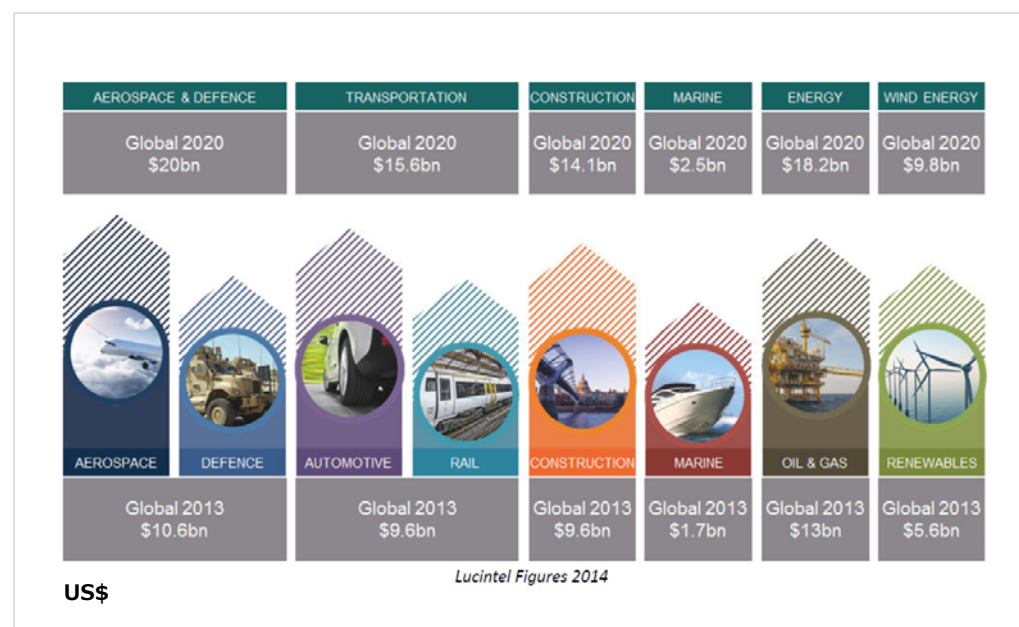 AEROSPACE & DEFENCE
TRANSPORTATION
CONSTRUCTION
MARINE
ENERGY
WIND ENERGY
Global 2020
$20bn
Global 2020
$15.6bn
Global 2020
$14.1bn
Global 2020
$2.5bn
Global 2020
$18.2bn
Global 2020
$9.8bn
AEROSPACE
DEFENCE
AUTOMOTIVE
RAIL
CONSTRUCTION
MARINE
OIL & GAS
RENEWABLES
Global 2013
$10.6bn
Global 2013
$9.6bn
Global 2013
$9.6bn
Global 2013
$1.7bn
Global 2013
$13bn
Global 2013
$5.6bn
Lucintel Figures 2014
US$